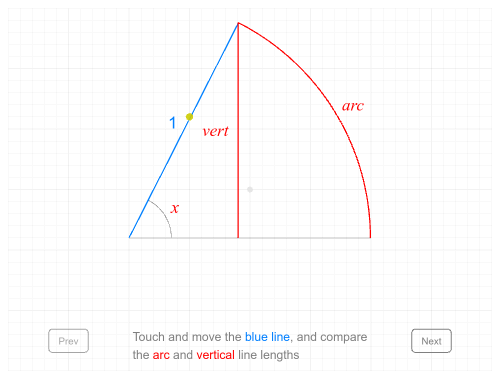 1
vert
arc
x
Prev
Touch and move the blue line, and compare
the arc and vertical line lengths
Next